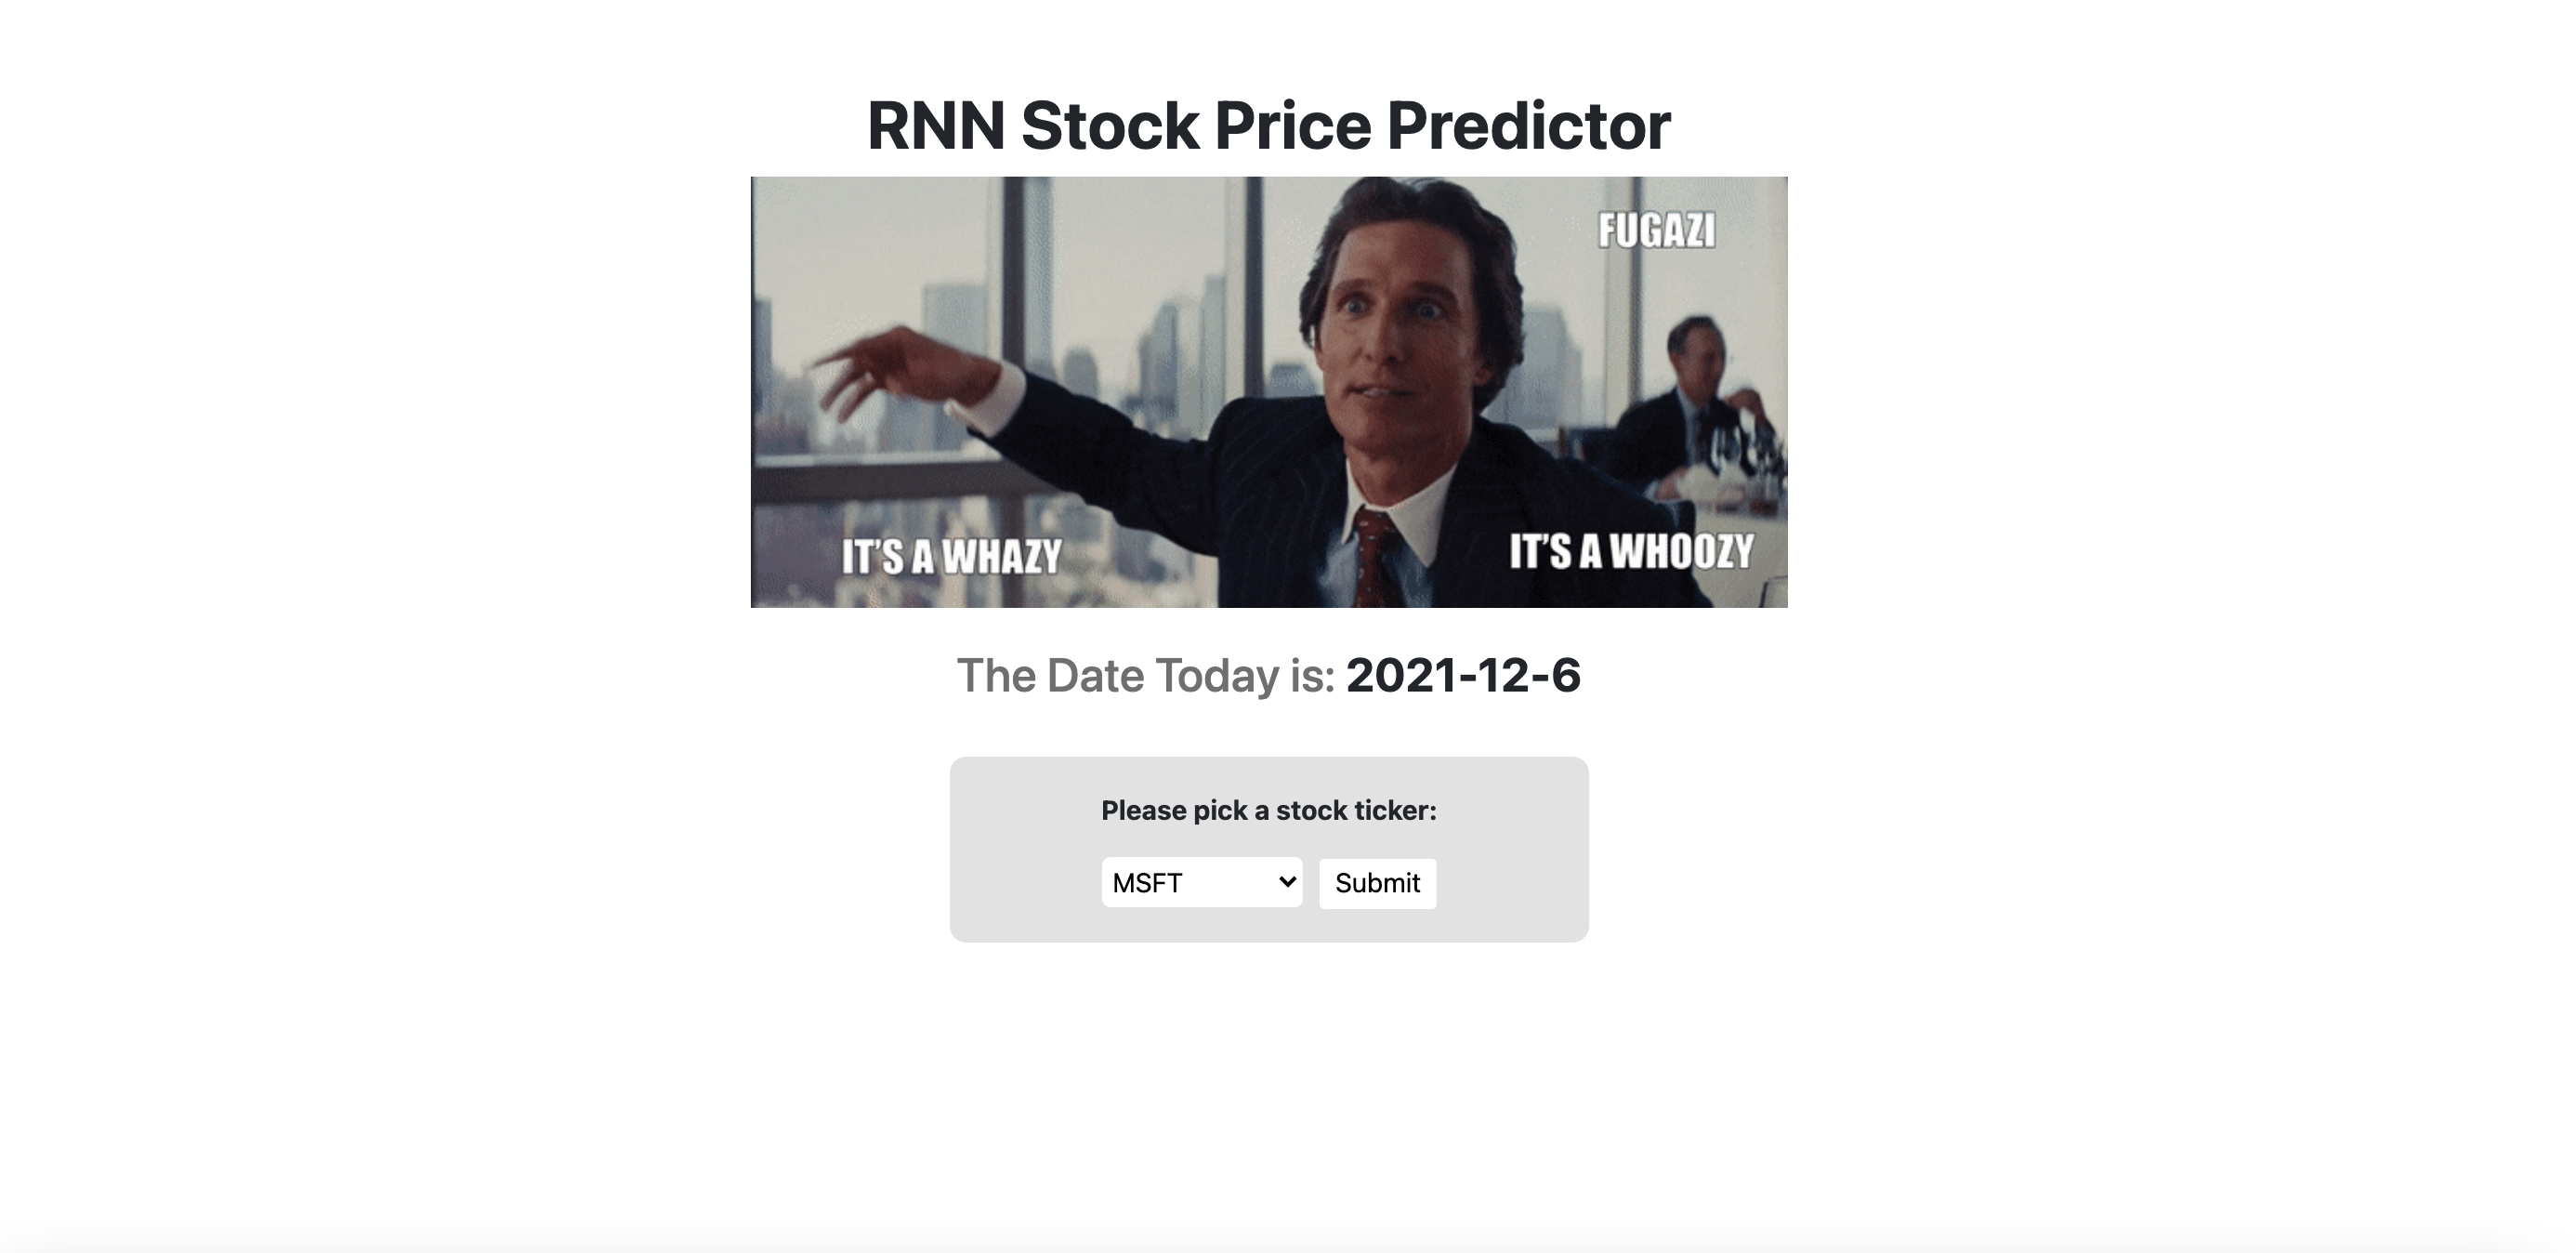 RNN Stock Price Predictor
FUGAZI
IT'S A WHAZY
IT'S A WHOOZY
The Date Today is: 2021-12-6
Please pick a stock ticker:
MSFT
Submit